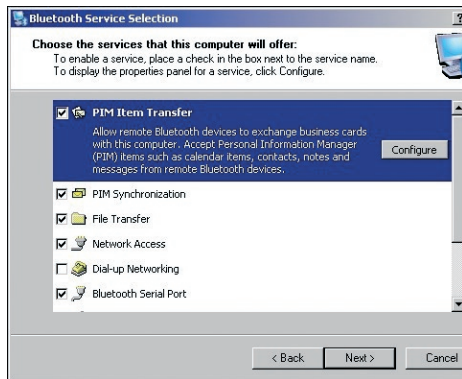 Bluetooth Service Selection
?
Choose the services that this computer will offer:
To enable a service, place a check in the box next to the service name.
To display the properties panel for a service, click Configure.
PIM Item Transfer
Allow remote Bluetooth devices to exchange business cards
with this computer. Accept Personal Information Manager
(PIM) items such as calendar items, contacts, notes and
messages from remote Bluetooth devices.
Configure
PIM Synchronization
File Transfer
Network Access
Dial-up Networking
Bluetooth Serial Port
< Back Next > Cancel